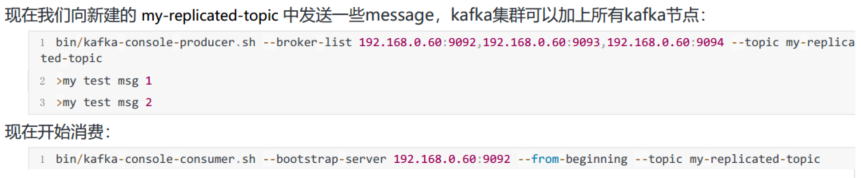 现在我们向新建的 my-replicated-topic 中发送一些message，kafka集群可以加上所有kafka节点：
1 bin/kafka-console-producer.sh --broker-list 192.168.0.60:9092,192.168.0.60:9093,192.168.0.60:9094 --topic my-replica
ted-topic
2 >my test msg 1
3 >my test msg 2
现在开始消费：
1 bin/kafka-console-consumer.sh --bootstrap-server 192.168.0.60:9092 --from-beginning --topic my-replicated-topic